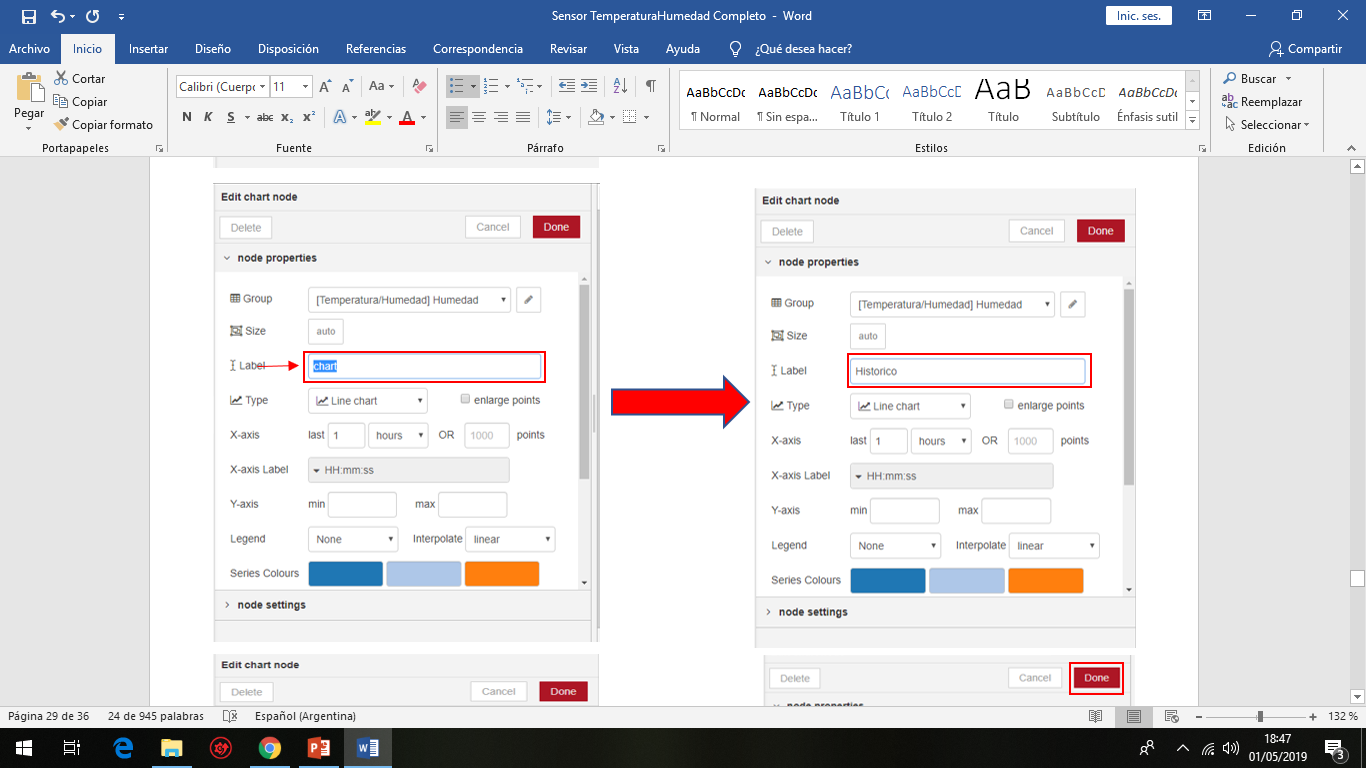 Sensor TemperaturaHumedad Completo - Word
Inic. ses.
Archivo Inicio Insertar Diseño Disposición Referencias Correspondencia Revisar Vista Ayuda ¿Qué desea hacer? Compartir
Pegar
Cortar
Copiar
Copiar formato
Portapapeles
Calibri (Cuerpo 11
Aa
N K S abc x₂ x² A ab A
Fuente
Párrafo
AaBbCcDc AaBbCcDc AaBbCc AaBbCcD AaB AaBbCcD AaBbCcDc
¶ Normal ¶ Sin espa... Título 1 Título 2 Título Subtítulo Énfasis sutil
Estilos
Buscar
Reemplazar
Seleccionar
Edición
Edit chart node
Delete Cancel Done
node properties
Group [Temperatura/Humedad] Humedad
Size auto
Label chart
Type Line chart enlarge points
X-axis last 1 hours OR 1000 points
X-axis Label HH:mm:ss
Y-axis min max
Legend None Interpolate linear
Series Colours
node settings
Edit chart node
Delete Cancel Done
node properties
Group [Temperatura/Humedad] Humedad
Size auto
Label Historico
Type Line chart enlarge points
X-axis last 1 hours OR 1000 points
X-axis Label HH:mm:ss
Y-axis min max
Legend None Interpolate linear
Series Colours
node settings
Edit chart node
Delete Cancel Done
Delete Cancel Done
node properties
Página 29 de 36 24 de 945 palabras Español (Argentina) 132 %
18:47
01/05/2019
3